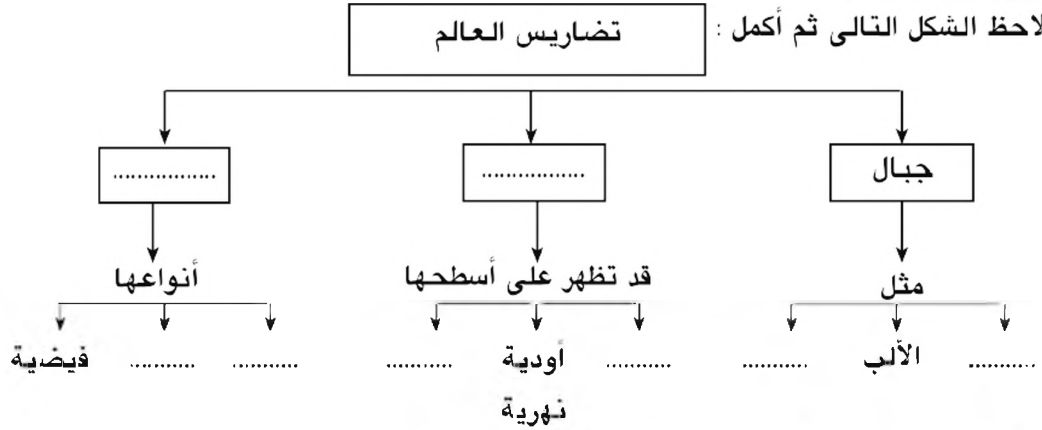 لاحظ الشكل التالى ثم أكمل :
تضاريس العالم
جبال ................. .................
مثل قد تظهر على أسطحها أنواعها
........... الألب ........... ........... أودية نهرية ........... ........... ........... فيضية